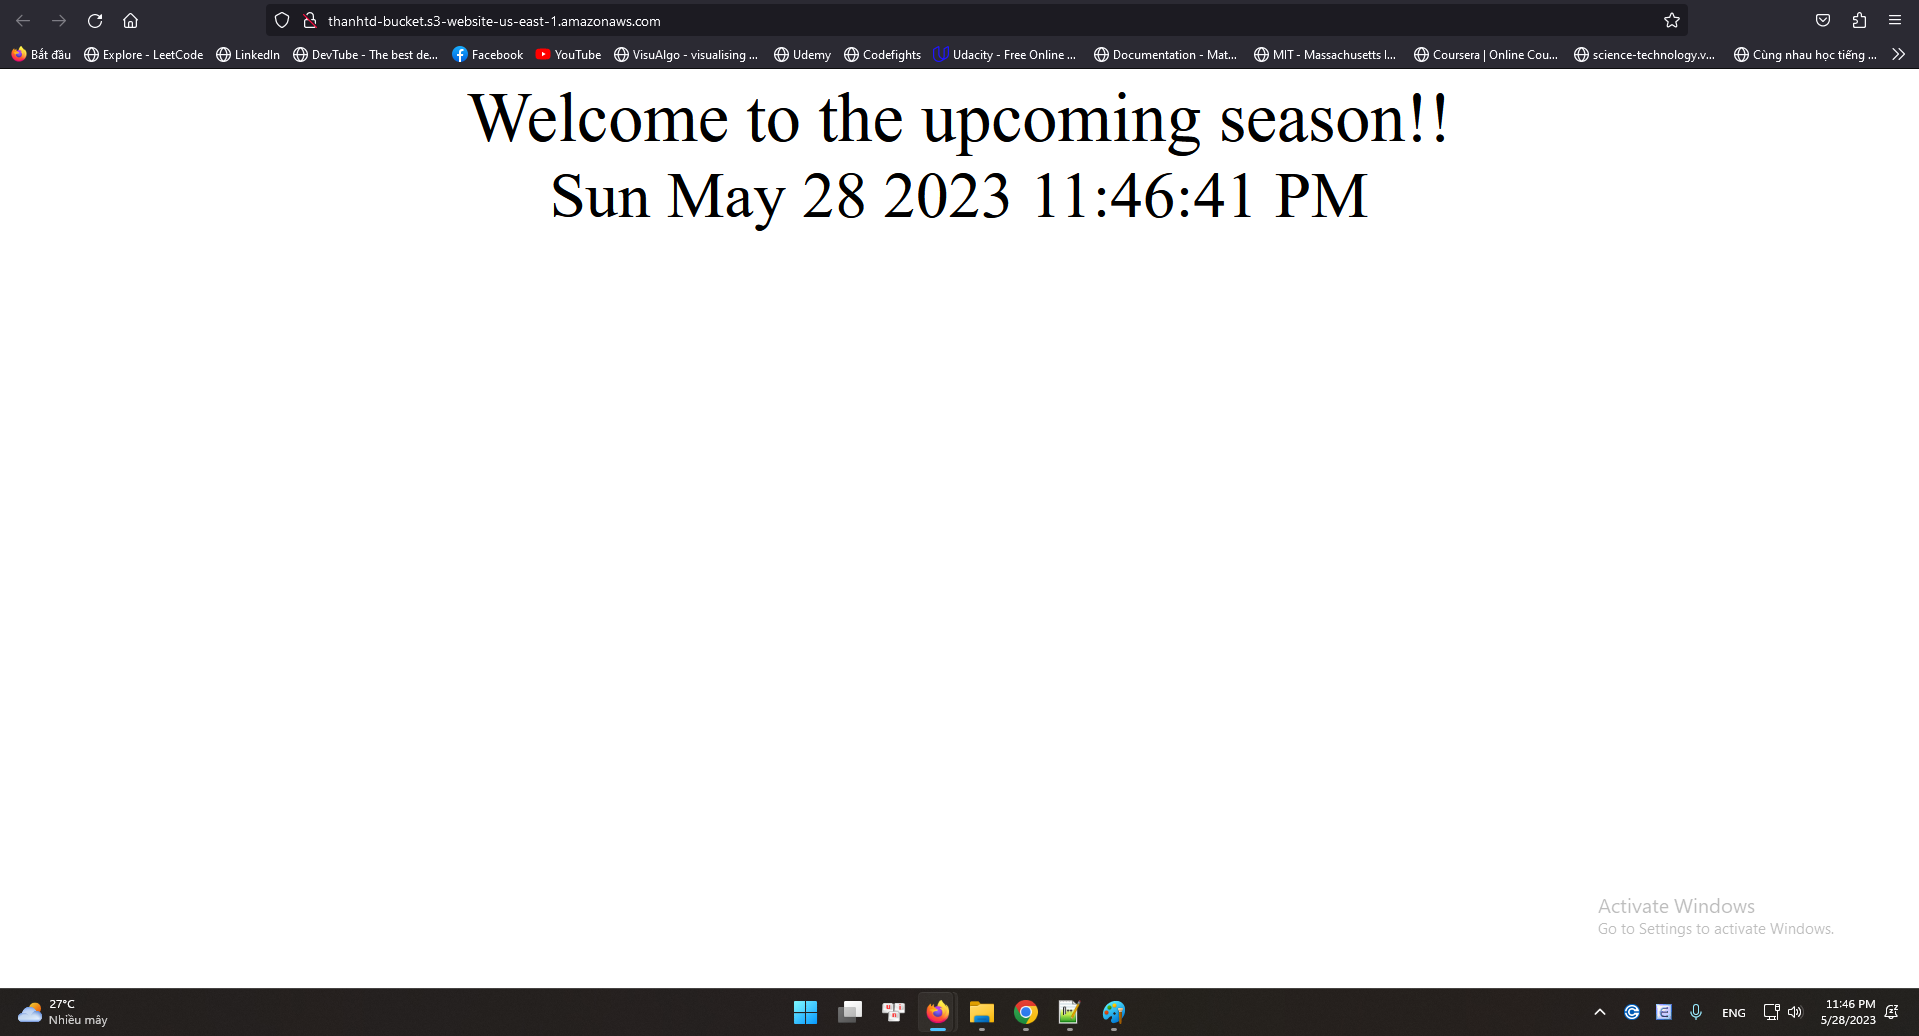 thanhtd-bucket.s3-website-us-east-1.amazonaws.com
Bắt đầu Explore - LeetCode LinkedIn DevTube - The best de... Facebook YouTube VisuAlgo - visualising ... Udemy Codefights Udacity - Free Online ... Documentation - Mat... MIT - Massachusetts I... Coursera | Online Cou... science-technology.v... Cùng nhau học tiếng ...
Welcome to the upcoming season!!
Sun May 28 2023 11:46:41 PM
Activate Windows
Go to Settings to activate Windows.
27°C
Nhiều mây
ENG
11:46 PM
5/28/2023